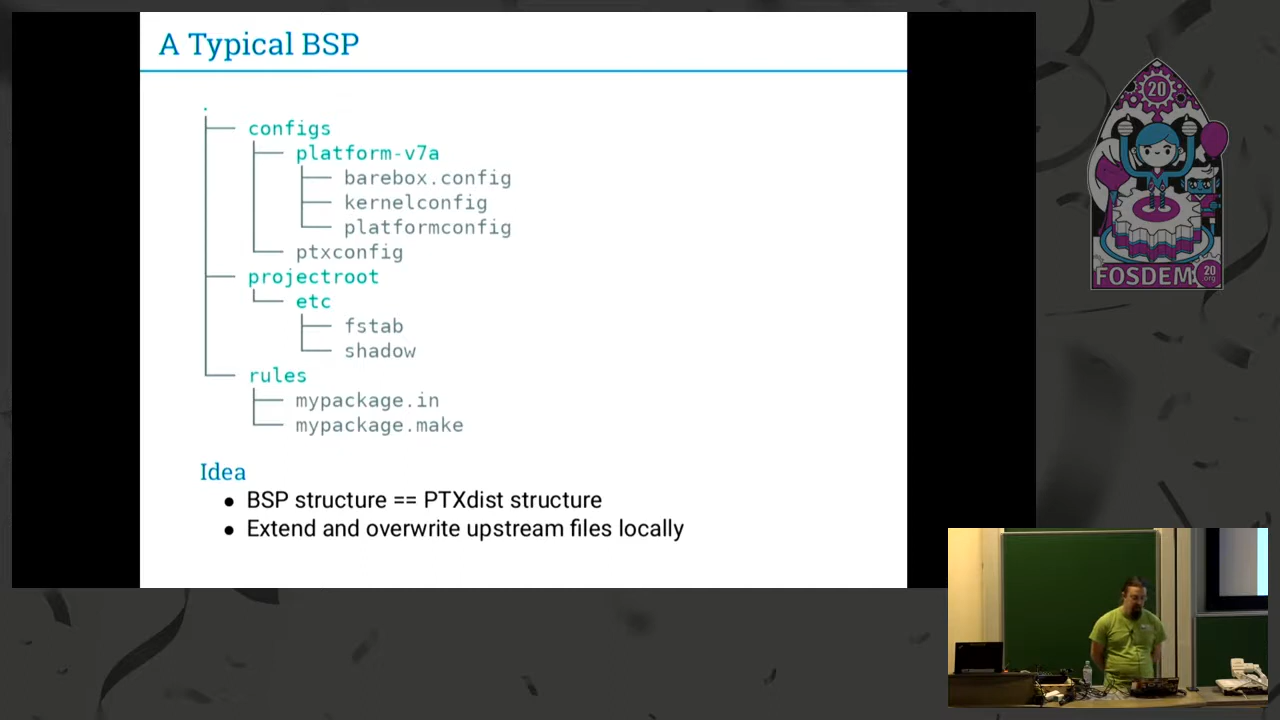 A Typical BSP
.
configs
platform-v7a
barebox.config
kernelconfig
platformconfig
ptxconfig
projectroot
etc
fstab
shadow
rules
mypackage.in
mypackage.make
Idea
• BSP structure == PTXdist structure
• Extend and overwrite upstream files locally
20
FOSDEM
20
.org